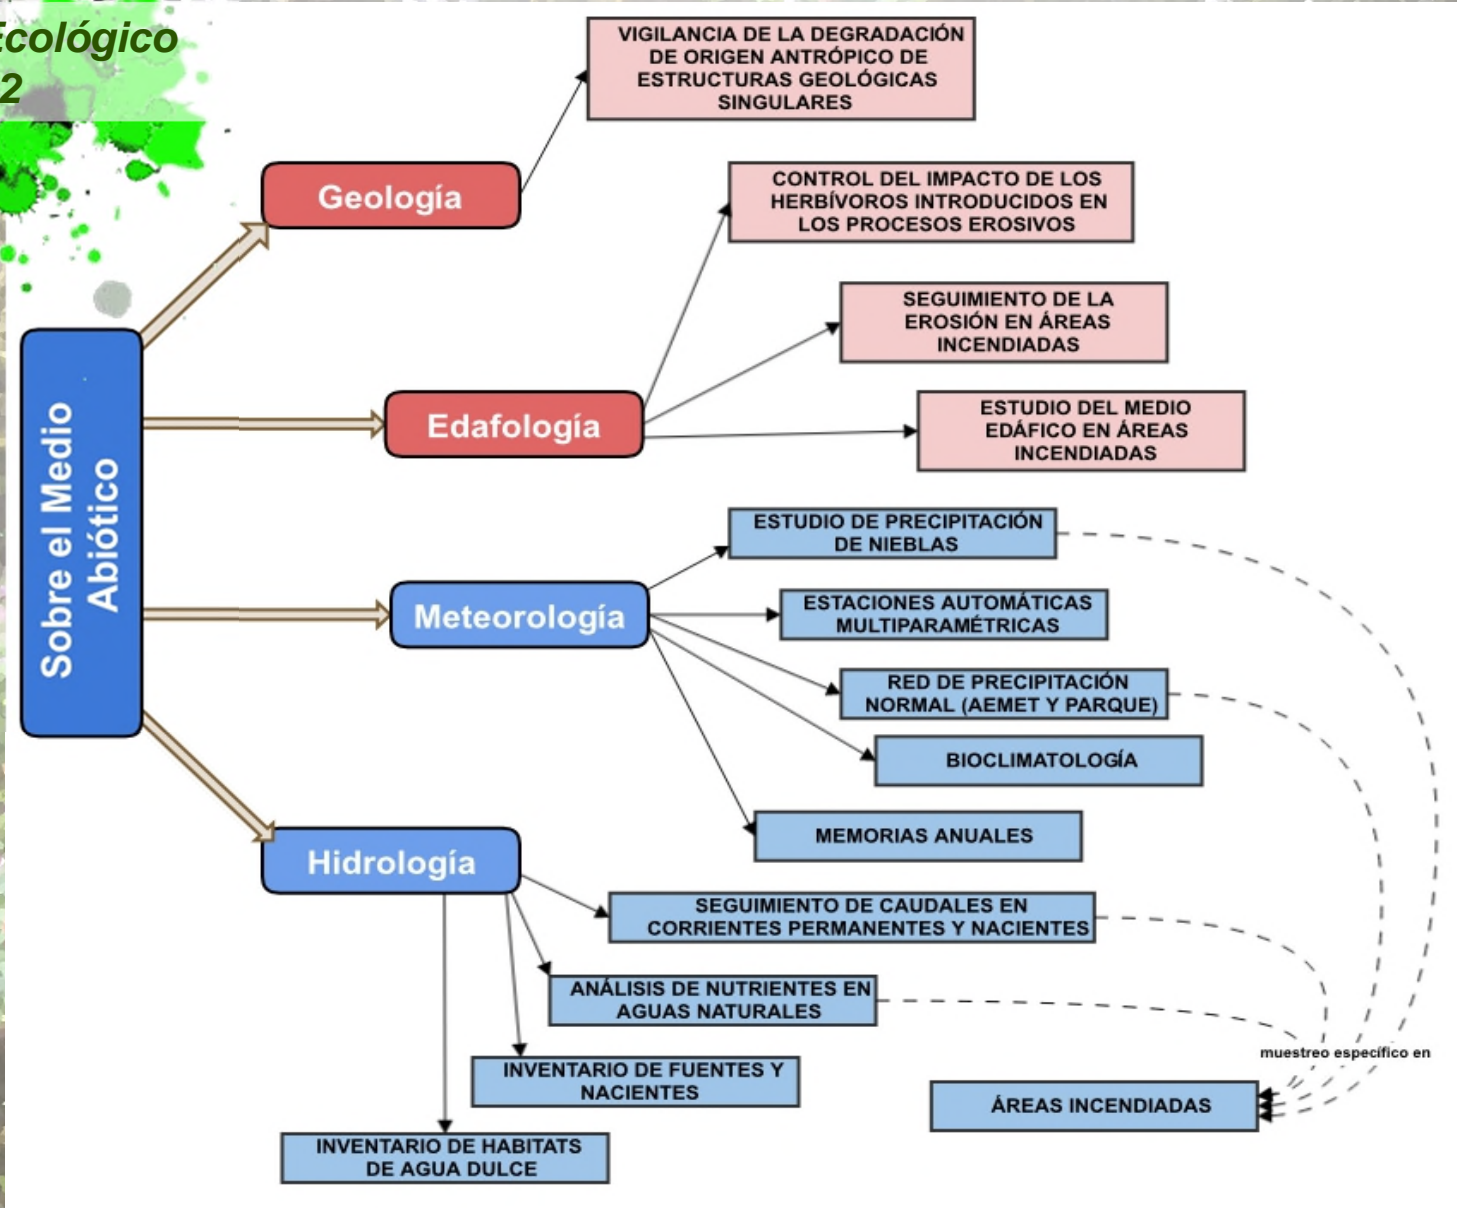 Ecológico
2
VIGILANCIA DE LA DEGRADACIÓN
DE ORIGEN ANTRÓPICO DE
ESTRUCTURAS GEOLÓGICAS
SINGULARES
Geología
CONTROL DEL IMPACTO DE LOS
HERBÍVOROS INTRODUCIDOS EN
LOS PROCESOS EROSIVOS
SEGUIMIENTO DE LA
EROSIÓN EN ÁREAS
INCENDIADAS
Edafología
ESTUDIO DEL MEDIO
EDÁFICO EN ÁREAS
INCENDIADAS
Sobre el Medio
Abiótico
ESTUDIO DE PRECIPITACIÓN
DE NIEBLAS
Meteorología
ESTACIONES AUTOMÁTICAS
MULTIPARAMÉTRICAS
RED DE PRECIPITACIÓN
NORMAL (AEMET Y PARQUE)
BIOCLIMATOLOGÍA
MEMORIAS ANUALES
Hidrología
SEGUIMIENTO DE CAUDALES EN
CORRIENTES PERMANENTES Y NACIENTES
ANÁLISIS DE NUTRIENTES EN
AGUAS NATURALES
INVENTARIO DE FUENTES Y
NACIENTES
INVENTARIO DE HABITATS
DE AGUA DULCE
muestreo específico en
ÁREAS INCENDIADAS